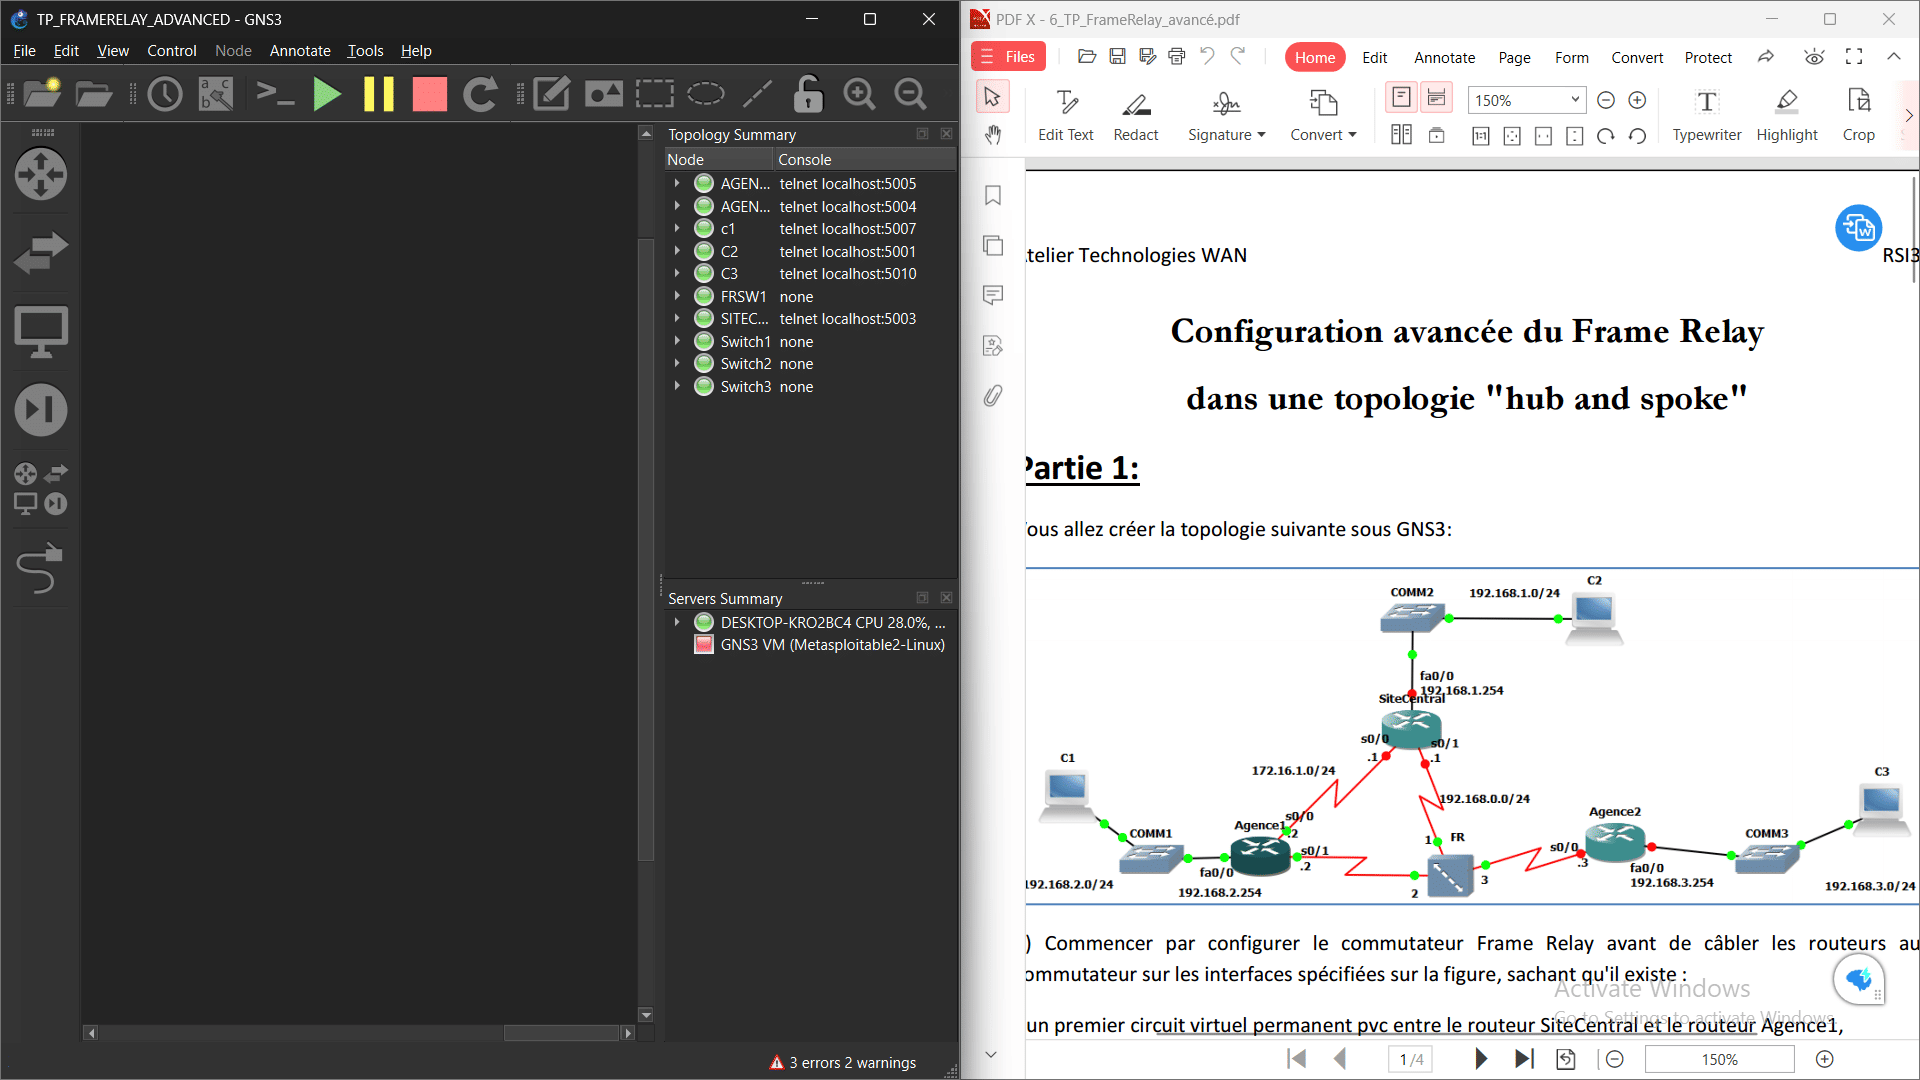 TP_FRAMERELAY_ADVANCED - GNS3
File Edit View Control Node Annotate Tools Help
Topology Summary
Node Console
AGEN... telnet localhost:5005
AGEN... telnet localhost:5004
c1 telnet localhost:5007
C2 telnet localhost:5001
C3 telnet localhost:5010
FRSW1 none
SITEC... telnet localhost:5003
Switch1 none
Switch2 none
Switch3 none
Servers Summary
DESKTOP-KRO2BC4 CPU 28.0%, ...
GNS3 VM (Metasploitable2-Linux)
3 errors 2 warnings
PDF X - 6_TP_FrameRelay_avancé.pdf
Files Home Edit Annotate Page Form Convert Protect
Edit Text Redact Signature Convert 150% Typewriter Highlight Crop
telier Technologies WAN RSI3
Configuration avancée du Frame Relay
dans une topologie "hub and spoke"
Partie 1:
ous allez créer la topologie suivante sous GNS3:
C2
COMM2 192.168.1.0/24
fa0/0
192.168.1.254
SiteCentral
s0/0 s0/1
.1 .1
C1
172.16.1.0/24
C3
192.168.0.0/24
Agence2
s0/0
Agence1 .2
COMM1 1 FR COMM3
s0/1 s0/0
.2 .3
fa0/0 fa0/0
192.168.2.0/24 192.168.2.254 2 3 192.168.3.254 192.168.3.0/24
) Commencer par configurer le commutateur Frame Relay avant de câbler les routeurs au
ommutateur sur les interfaces spécifiées sur la figure, sachant qu'il existe :
Activate Windows
Go to Settings to activate Windows.
un premier circuit virtuel permanent pvc entre le routeur SiteCentral et le routeur Agence1,
1/4 150%